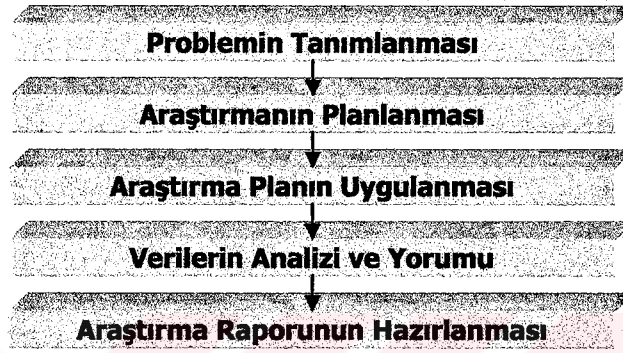 Problemin Tanımlanması
Araştırmanın Planlanması
Araştırma Planın Uygulanması
Verilerin Analizi ve Yorumu
Araştırma Raporunun Hazırlanması